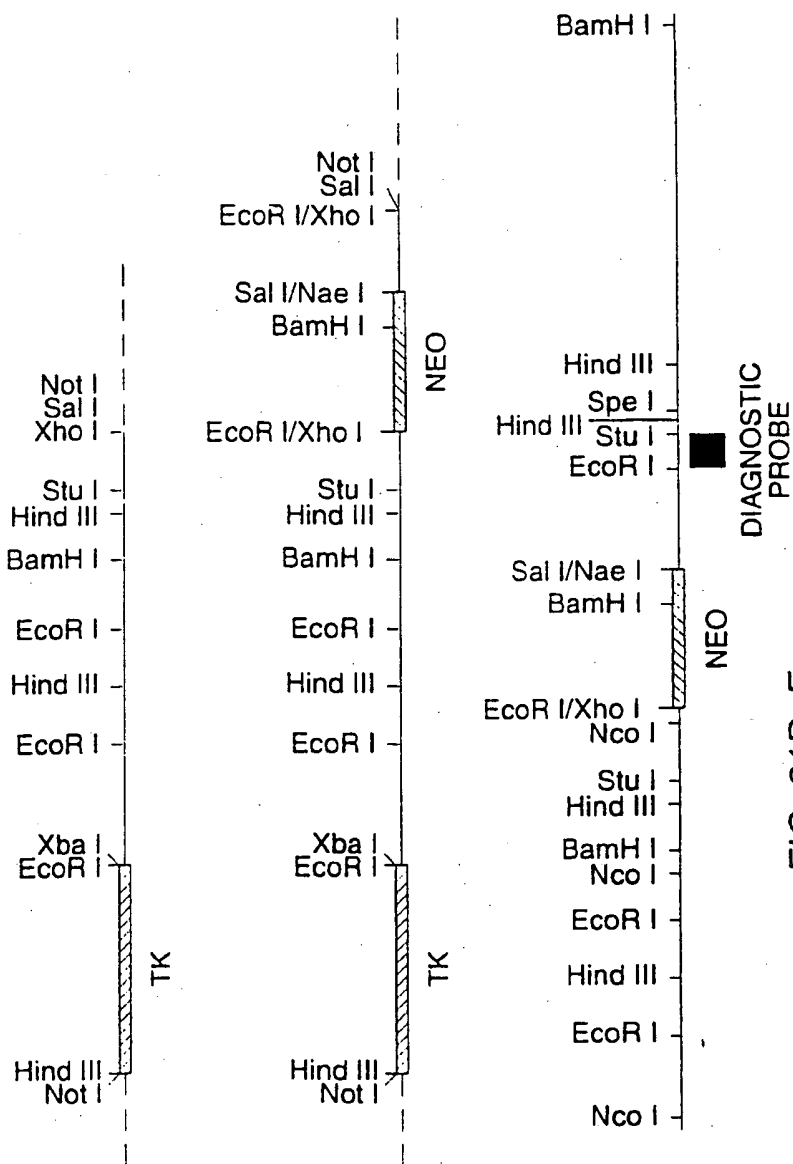 Not I
Sal I
Xho I
Stu I
Hind III
BamH I
EcoR I
Hind III
EcoR I
Xba I
EcoR I
TK
Hind III
Not I
Not I
Sal I
EcoR I/Xho I
Sal I/Nae I
BamH I
NEO
EcoR I/Xho I
Stu I
Hind III
BamH I
EcoR I
Hind III
EcoR I
Xba I
EcoR I
TK
Hind III
Not I
BamH I
Hind III
Spe I
Hind III
Stu I
EcoR I
DIAGNOSTIC
PROBE
Sal I/Nae I
BamH I
NEO
EcoR I/Xho I
Nco I
Stu I
Hind III
BamH I
Nco I
EcoR I
Hind III
EcoR I
Nco I